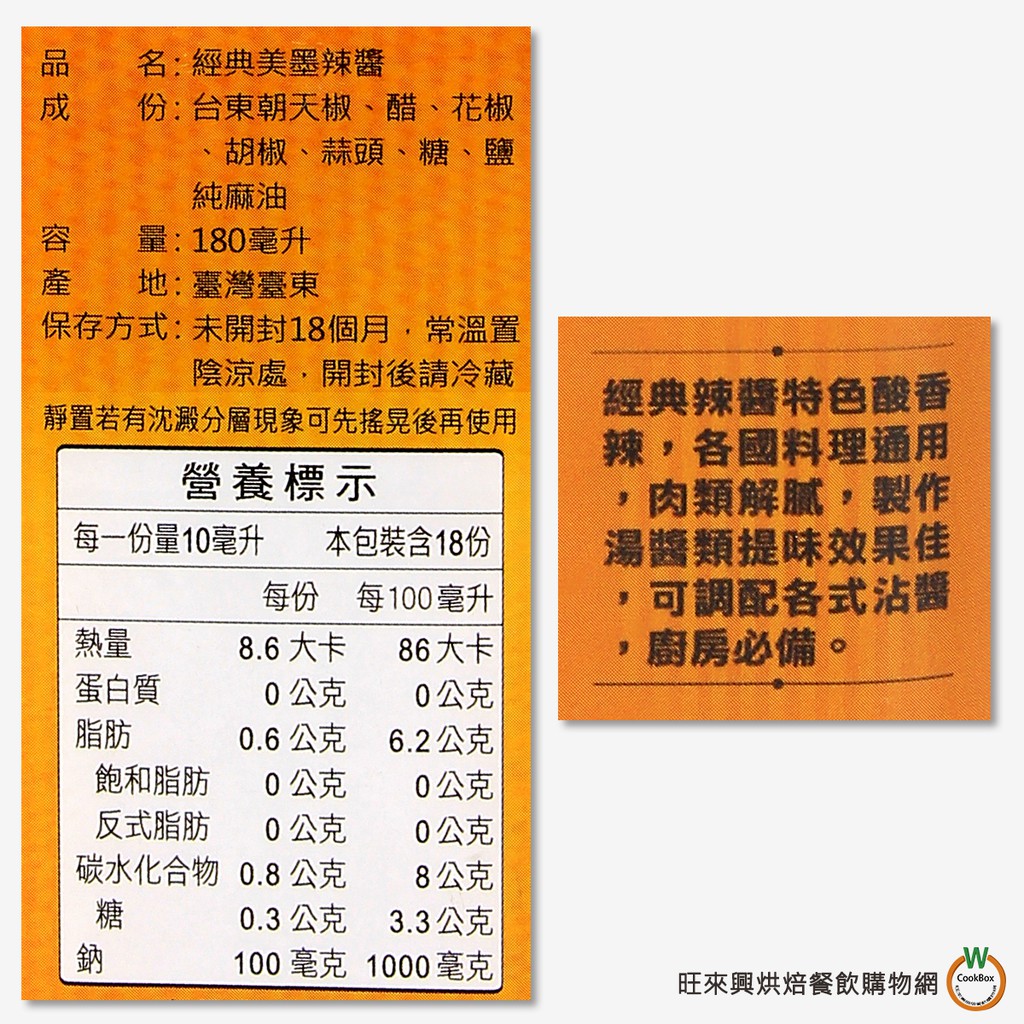 品　　名：經典美墨辣醬
成　　份：台東朝天椒、醋、花椒
、胡椒、蒜頭、糖、鹽
純麻油
容　　量：180毫升
產　　地：臺灣臺東
保存方式：未開封18個月，常溫置
陰涼處，開封後請冷藏
靜置若有沈澱分層現象可先搖晃後再使用
營養標示
每一份量10毫升 本包裝含18份
每份 每100毫升
熱量 8.6大卡 86大卡
蛋白質 0公克 0公克
脂肪 0.6公克 6.2公克
飽和脂肪 0公克 0公克
反式脂肪 0公克 0公克
碳水化合物 0.8公克 8公克
糖 0.3公克 3.3公克
鈉 100毫克 1000毫克
經典辣醬特色酸香
辣，各國料理通用
，肉類解膩，製作
湯醬類提味效果佳
，可調配各式沾醬
，廚房必備。
旺來興烘焙餐飲購物網
W
CookBox